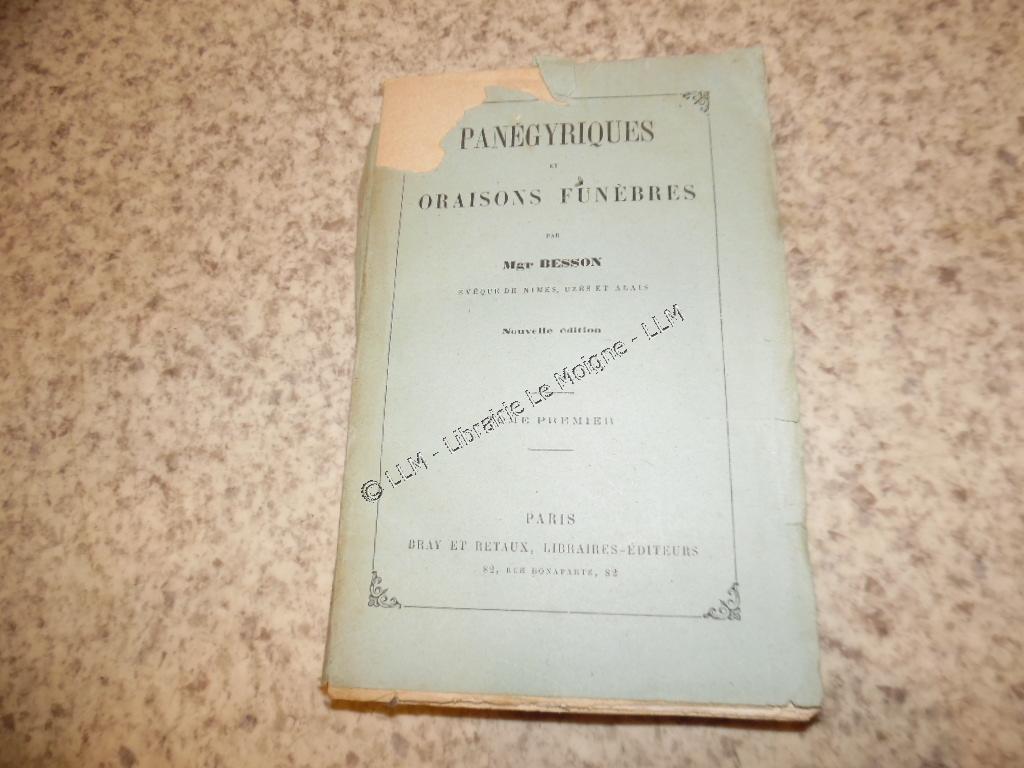 PANÉGYRIQUES
ET
ORAISONS FUNÈBRES
PAR
Mgr BESSON
ÉVÊQUE DE NIMES, UZÈS ET ALAIS
Nouvelle édition
© LLM - Librairie Le Moigne - LLM
TOME PREMIER
PARIS
BRAY ET RETAUX, LIBRAIRES-ÉDITEURS
82, RUE BONAPARTE, 82